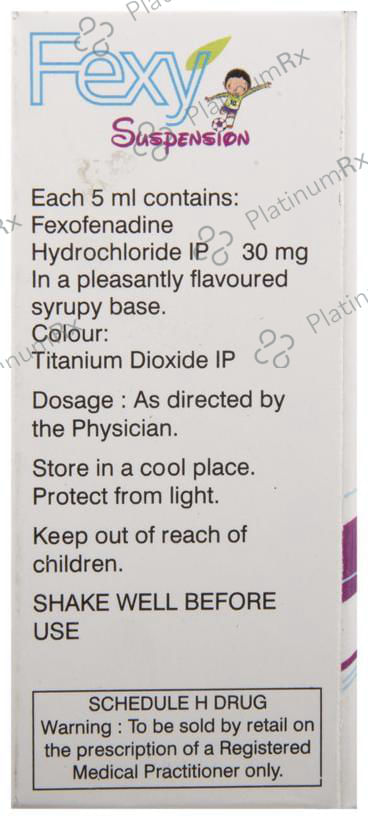 Fexy
SUSPENSION
Each 5 ml contains:
Fexofenadine
Hydrochloride IP 30 mg
In a pleasantly flavoured
syrupy base.
Colour:
Titanium Dioxide IP
Dosage : As directed by
the Physician.
Store in a cool place.
Protect from light.
Keep out of reach of
children.
SHAKE WELL BEFORE
USE
SCHEDULE H DRUG
Warning : To be sold by retail on
the prescription of a Registered
Medical Practitioner only.
PlatinumRx
PlatinumRx